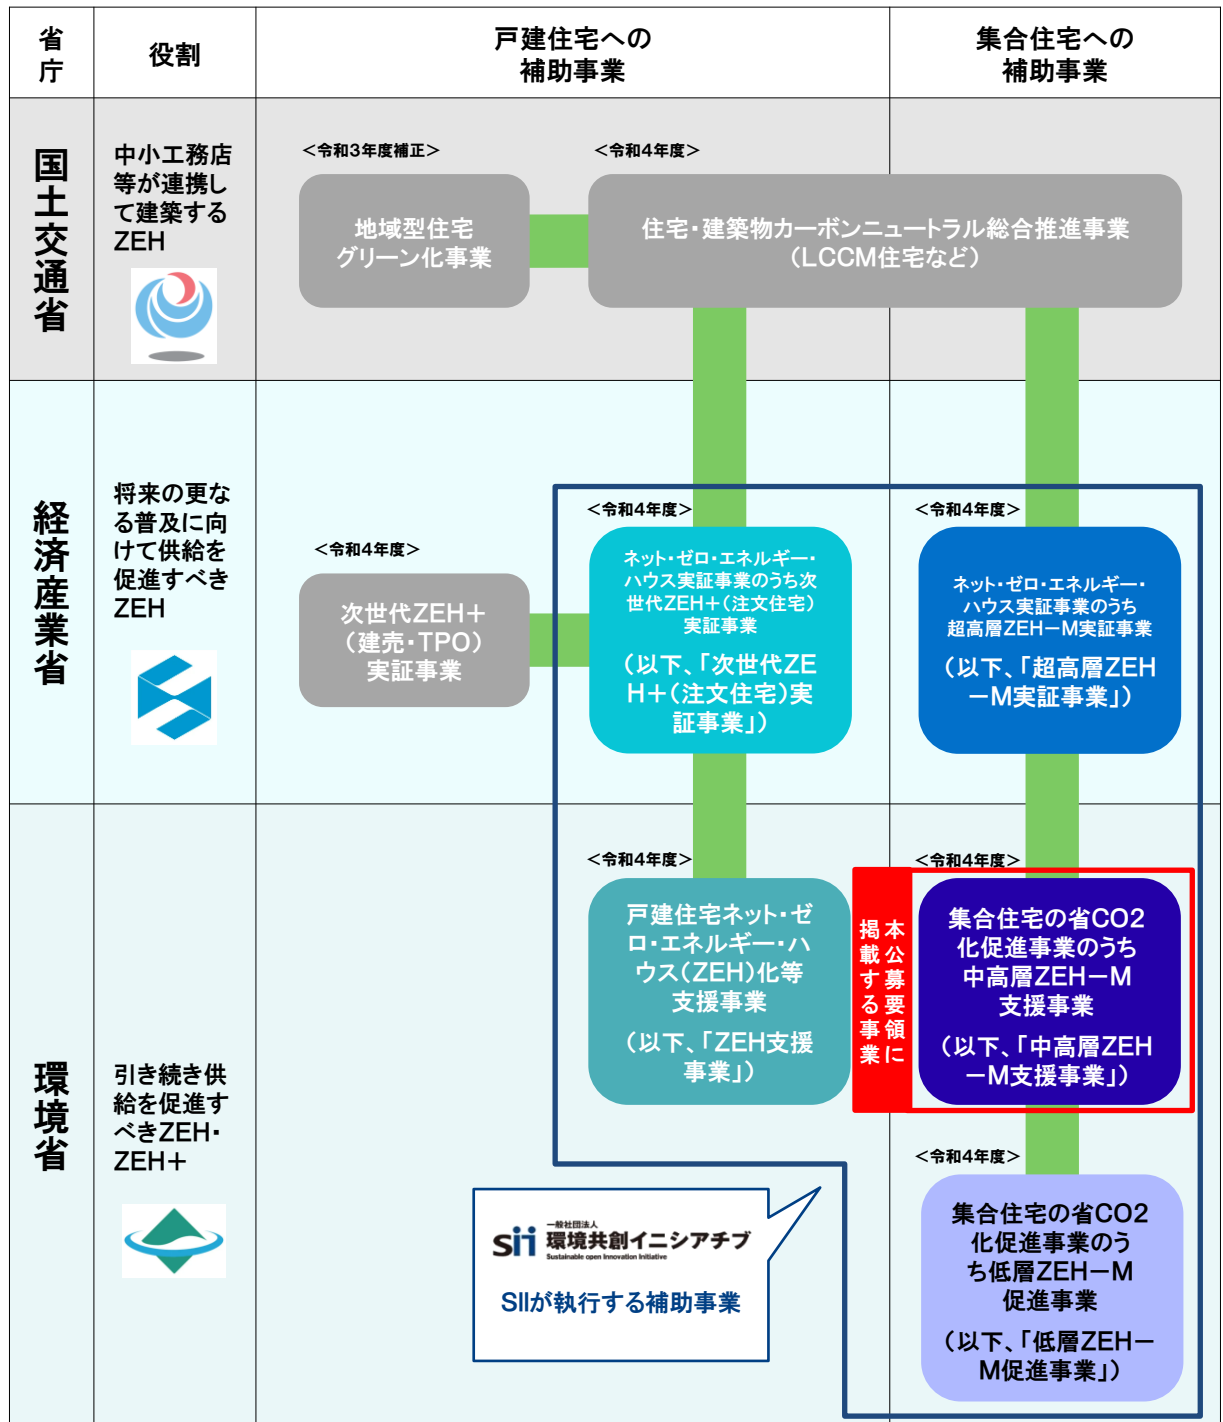 省
庁
役割
戸建住宅への
補助事業
集合住宅への
補助事業
国土交通省
中小工務店
等が連携し
て建築する
ZEH
＜令和3年度補正＞
地域型住宅
グリーン化事業
＜令和4年度＞
住宅・建築物カーボンニュートラル総合推進事業
（LCCM住宅など）
経済産業省
将来の更な
る普及に向
けて供給を
促進すべき
ZEH
＜令和4年度＞
次世代ZEH＋
（建売・TPO）
実証事業
＜令和4年度＞
ネット・ゼロ・エネルギー・
ハウス実証事業のうち次
世代ZEH＋（注文住宅）
実証事業
（以下、「次世代ZE
H＋（注文住宅）実
証事業」）
＜令和4年度＞
ネット・ゼロ・エネルギー・
ハウス実証事業のうち
超高層ZEH－M実証事業
（以下、「超高層ZEH
－M実証事業」）
環境省
引き続き供
給を促進す
べきZEH・
ZEH＋
＜令和4年度＞
戸建住宅ネット・ゼ
ロ・エネルギー・ハ
ウス（ZEH）化等
支援事業
（以下、「ZEH支援
事業」）
本公募要領に
掲載する事業
＜令和4年度＞
集合住宅の省CO2
化促進事業のうち
中高層ZEH－M
支援事業
（以下、「中高層ZEH
－M支援事業」）
＜令和4年度＞
集合住宅の省CO2
化促進事業のう
ち低層ZEH－M
促進事業
（以下、「低層ZEH－
M促進事業」）
sii
一般社団法人
環境共創イニシアチブ
Sustainable open Innovation Initiative
SIIが執行する補助事業